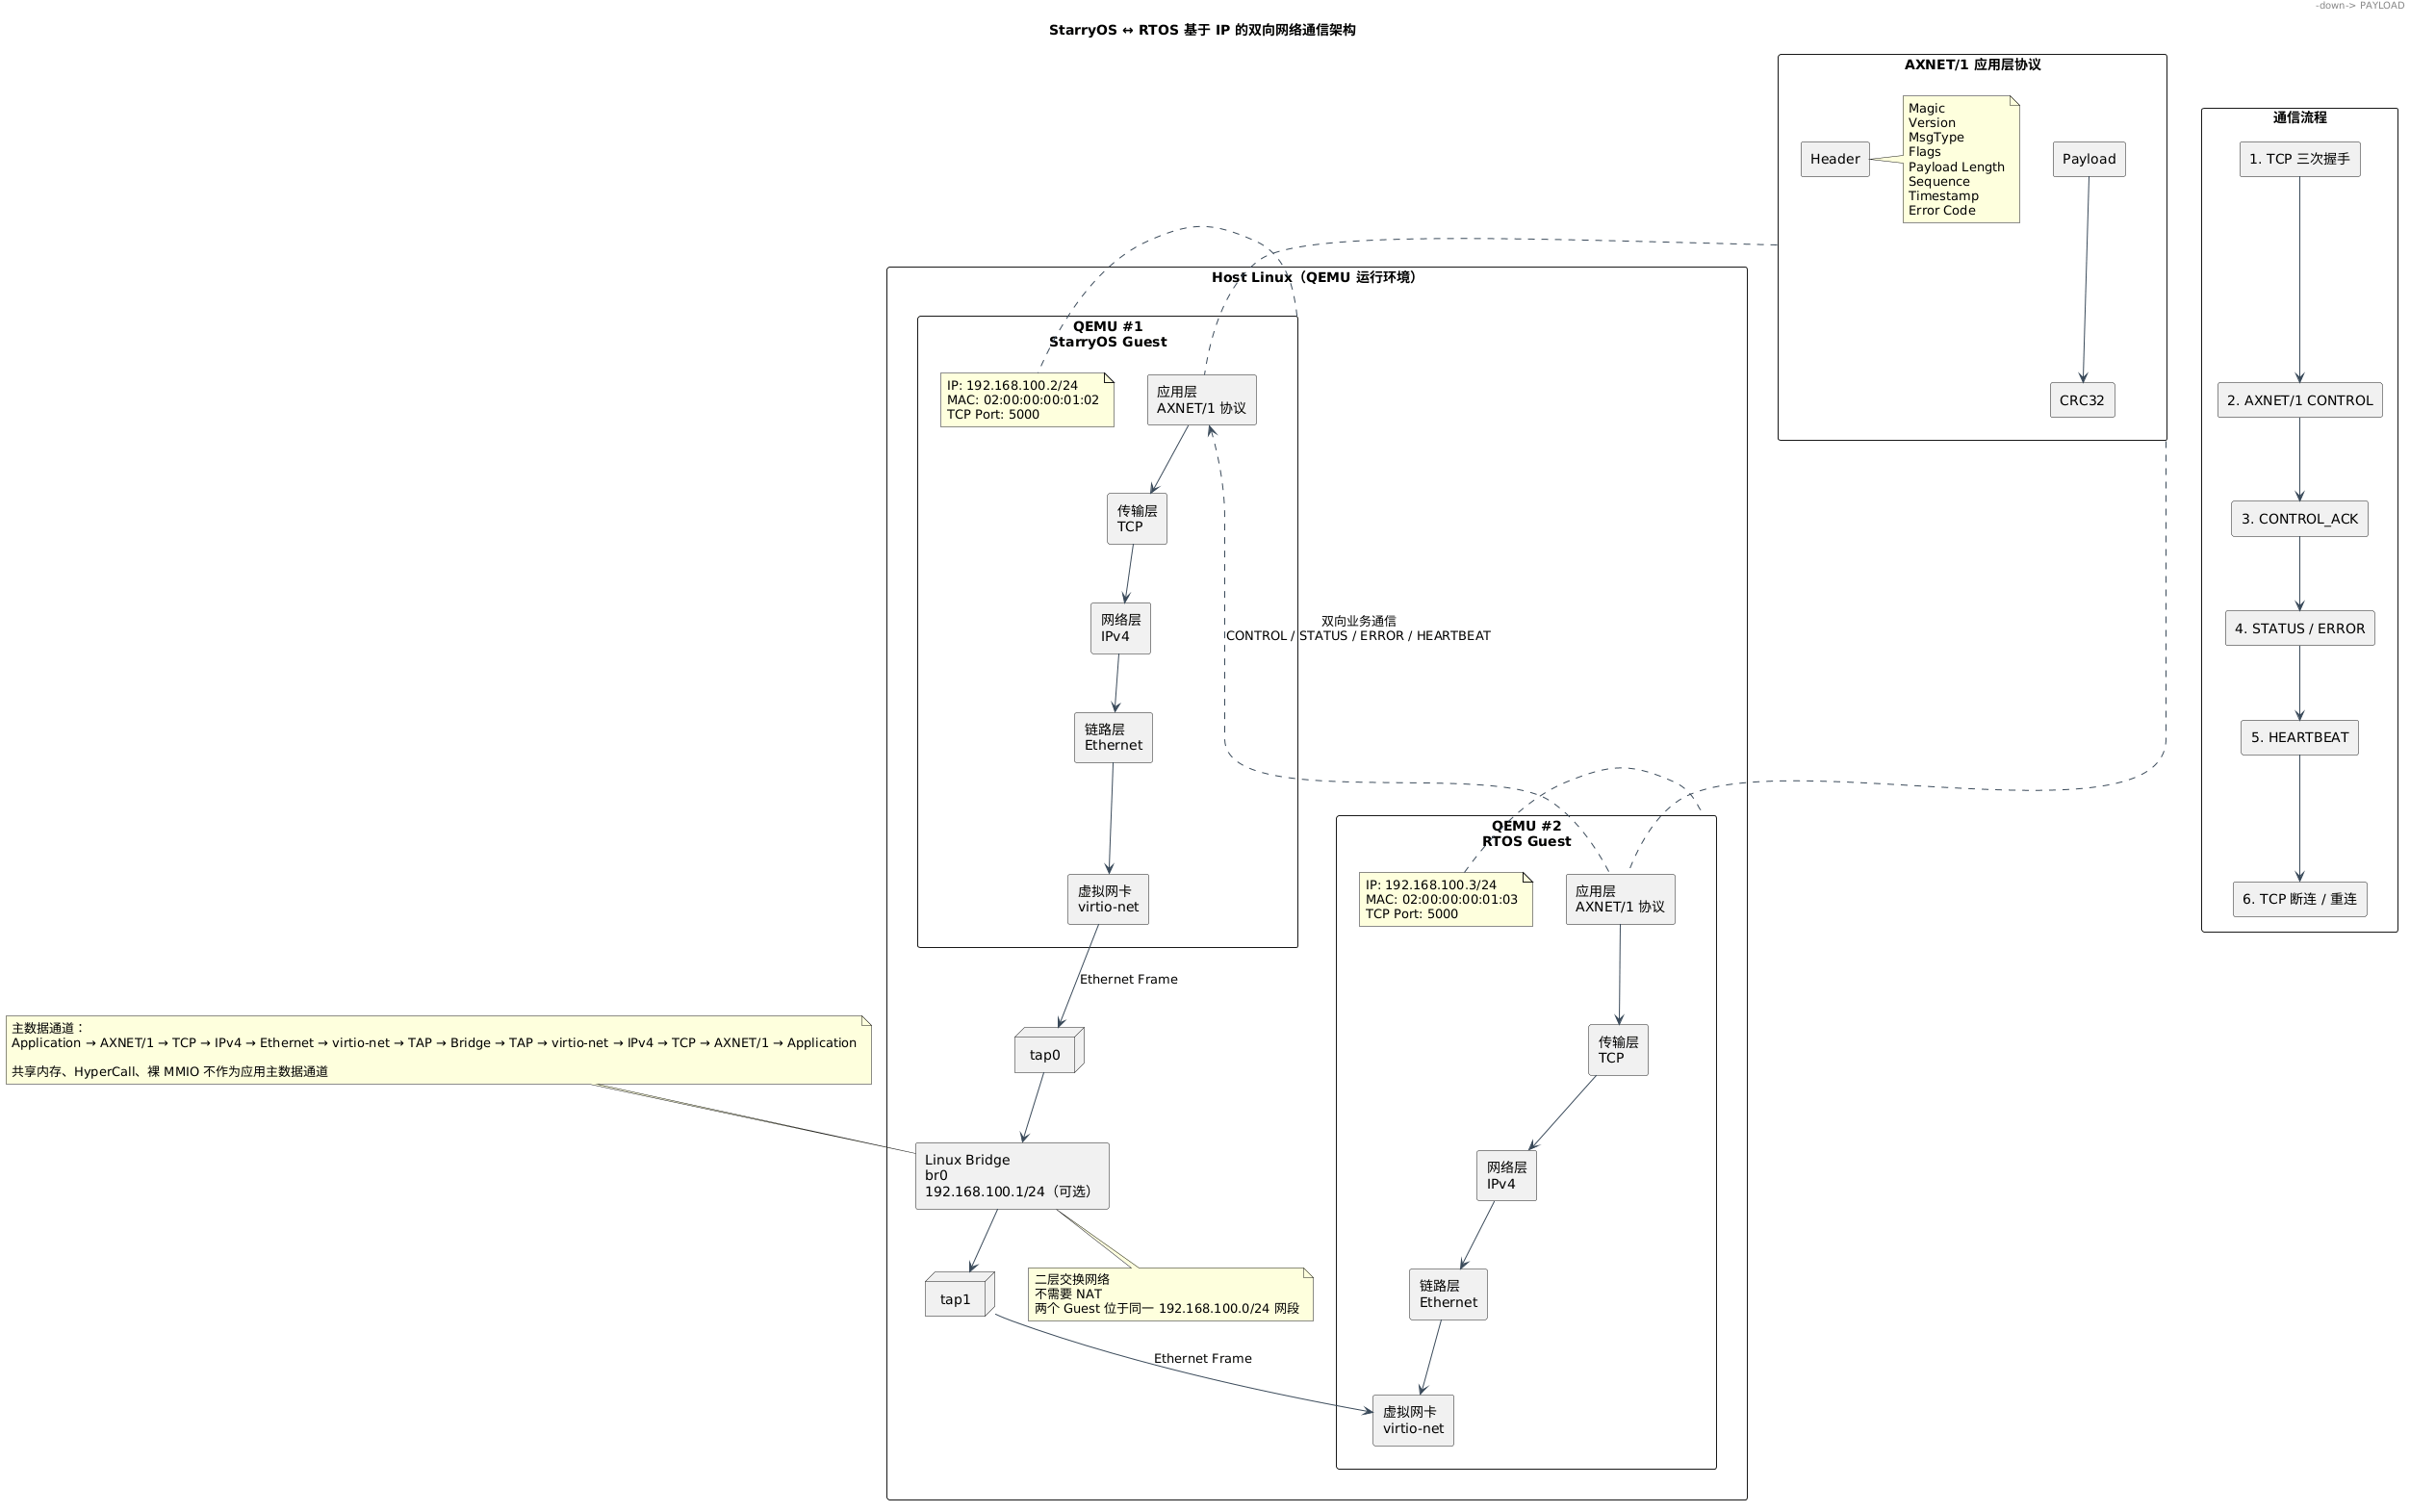 -down-> PAYLOAD
StarryOS ↔ RTOS 基于 IP 的双向网络通信架构
AXNET/1 应用层协议
Header
Magic
Version
MsgType
Flags
Payload Length
Sequence
Timestamp
Error Code
Payload
CRC32
通信流程
1. TCP 三次握手
2. AXNET/1 CONTROL
3. CONTROL_ACK
4. STATUS / ERROR
5. HEARTBEAT
6. TCP 断连 / 重连
Host Linux（QEMU 运行环境）
QEMU #1
StarryOS Guest
IP: 192.168.100.2/24
MAC: 02:00:00:00:01:02
TCP Port: 5000
应用层
AXNET/1 协议
传输层
TCP
网络层
IPv4
链路层
Ethernet
虚拟网卡
virtio-net
双向业务通信
CONTROL / STATUS / ERROR / HEARTBEAT
QEMU #2
RTOS Guest
IP: 192.168.100.3/24
MAC: 02:00:00:00:01:03
TCP Port: 5000
应用层
AXNET/1 协议
传输层
TCP
网络层
IPv4
链路层
Ethernet
虚拟网卡
virtio-net
Ethernet Frame
tap0
主数据通道：
Application → AXNET/1 → TCP → IPv4 → Ethernet → virtio-net → TAP → Bridge → TAP → virtio-net → IPv4 → TCP → AXNET/1 → Application
共享内存、HyperCall、裸 MMIO 不作为应用主数据通道
Linux Bridge
br0
192.168.100.1/24（可选）
tap1
二层交换网络
不需要 NAT
两个 Guest 位于同一 192.168.100.0/24 网段
Ethernet Frame